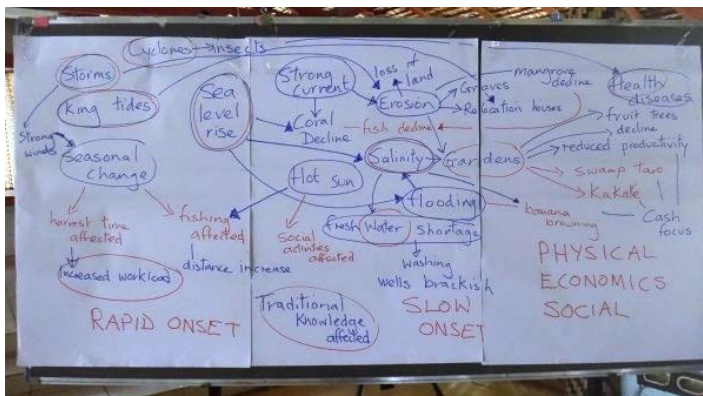 Cyclones → insects
Storms
King tides
Strong
winds
Seasonal
change
harvest time
affected
Increased workload
fishing
affected
distance increase
RAPID ONSET
Sea
level
rise
Strong
current
Coral
Decline
loss of
land
Erosion
Graves
Relocation houses
mangrove
decline
fish decline
Salinity
Gardens
Hot sun
flooding
Social
activities
affected
fresh Water shortage
washing
wells brackish
Traditional
Knowledge
affected
SLOW
ONSET
Health
diseases
fruit trees
decline
reduced productivity
Swamp Taro
Kakake
banana
browning
Cash
focus
PHYSICAL
ECONOMICS
SOCIAL